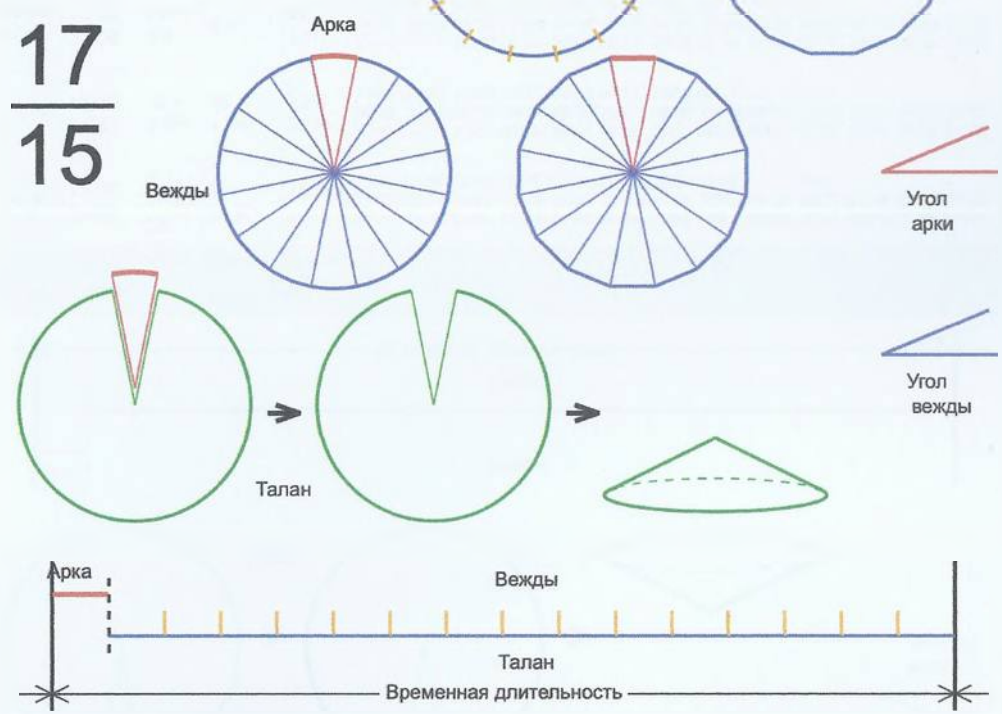 Арка
17
15
Вежды
Угол
арки
Угол
вежды
Талан
Арка
Вежды
Талан
Временная длительность